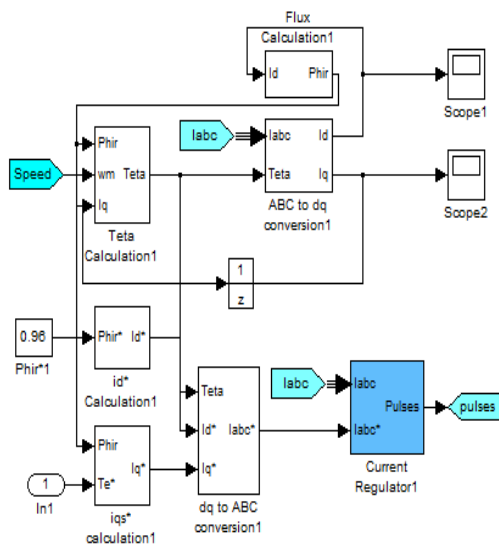 Flux
Calculation1
Id Phir
Scope1
Iabc
Iabc Id
Teta Iq
ABC to dq
conversion1
Scope2
Speed
Phir
wm Teta
Iq
Teta
Calculation1
1
z
0.96
Phir*1
Phir* Id*
id*
Calculation1
Phir
Te* Iq*
iqs*
calculation1
1
In1
Teta
Id* Iabc*
Iq*
dq to ABC
conversion1
Iabc
Iabc
Pulses
Iabc*
Current
Regulator1
pulses